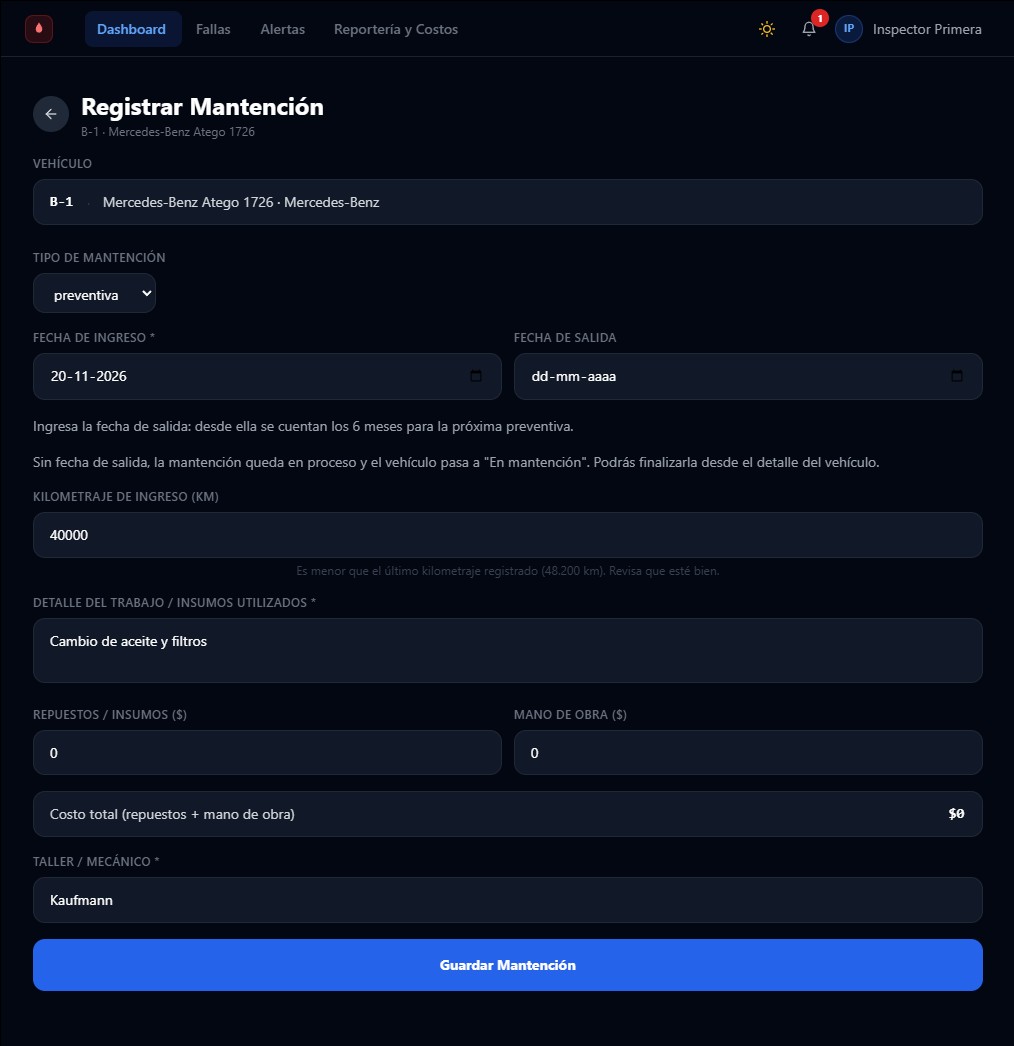 Dashboard Fallas Alertas Reportería y Costos 1 IP Inspector Primera
Registrar Mantención
B-1 · Mercedes-Benz Atego 1726
VEHÍCULO
B-1 · Mercedes-Benz Atego 1726 · Mercedes-Benz
TIPO DE MANTENCIÓN
preventiva
FECHA DE INGRESO * FECHA DE SALIDA
20-11-2026 dd-mm-aaaa
Ingresa la fecha de salida: desde ella se cuentan los 6 meses para la próxima preventiva.
Sin fecha de salida, la mantención queda en proceso y el vehículo pasa a "En mantención". Podrás finalizarla desde el detalle del vehículo.
KILOMETRAJE DE INGRESO (KM)
40000
Es menor que el último kilometraje registrado (48.200 km). Revisa que esté bien.
DETALLE DEL TRABAJO / INSUMOS UTILIZADOS *
Cambio de aceite y filtros
REPUESTOS / INSUMOS ($) MANO DE OBRA ($)
0 0
Costo total (repuestos + mano de obra) $0
TALLER / MECÁNICO *
Kaufmann
Guardar Mantención